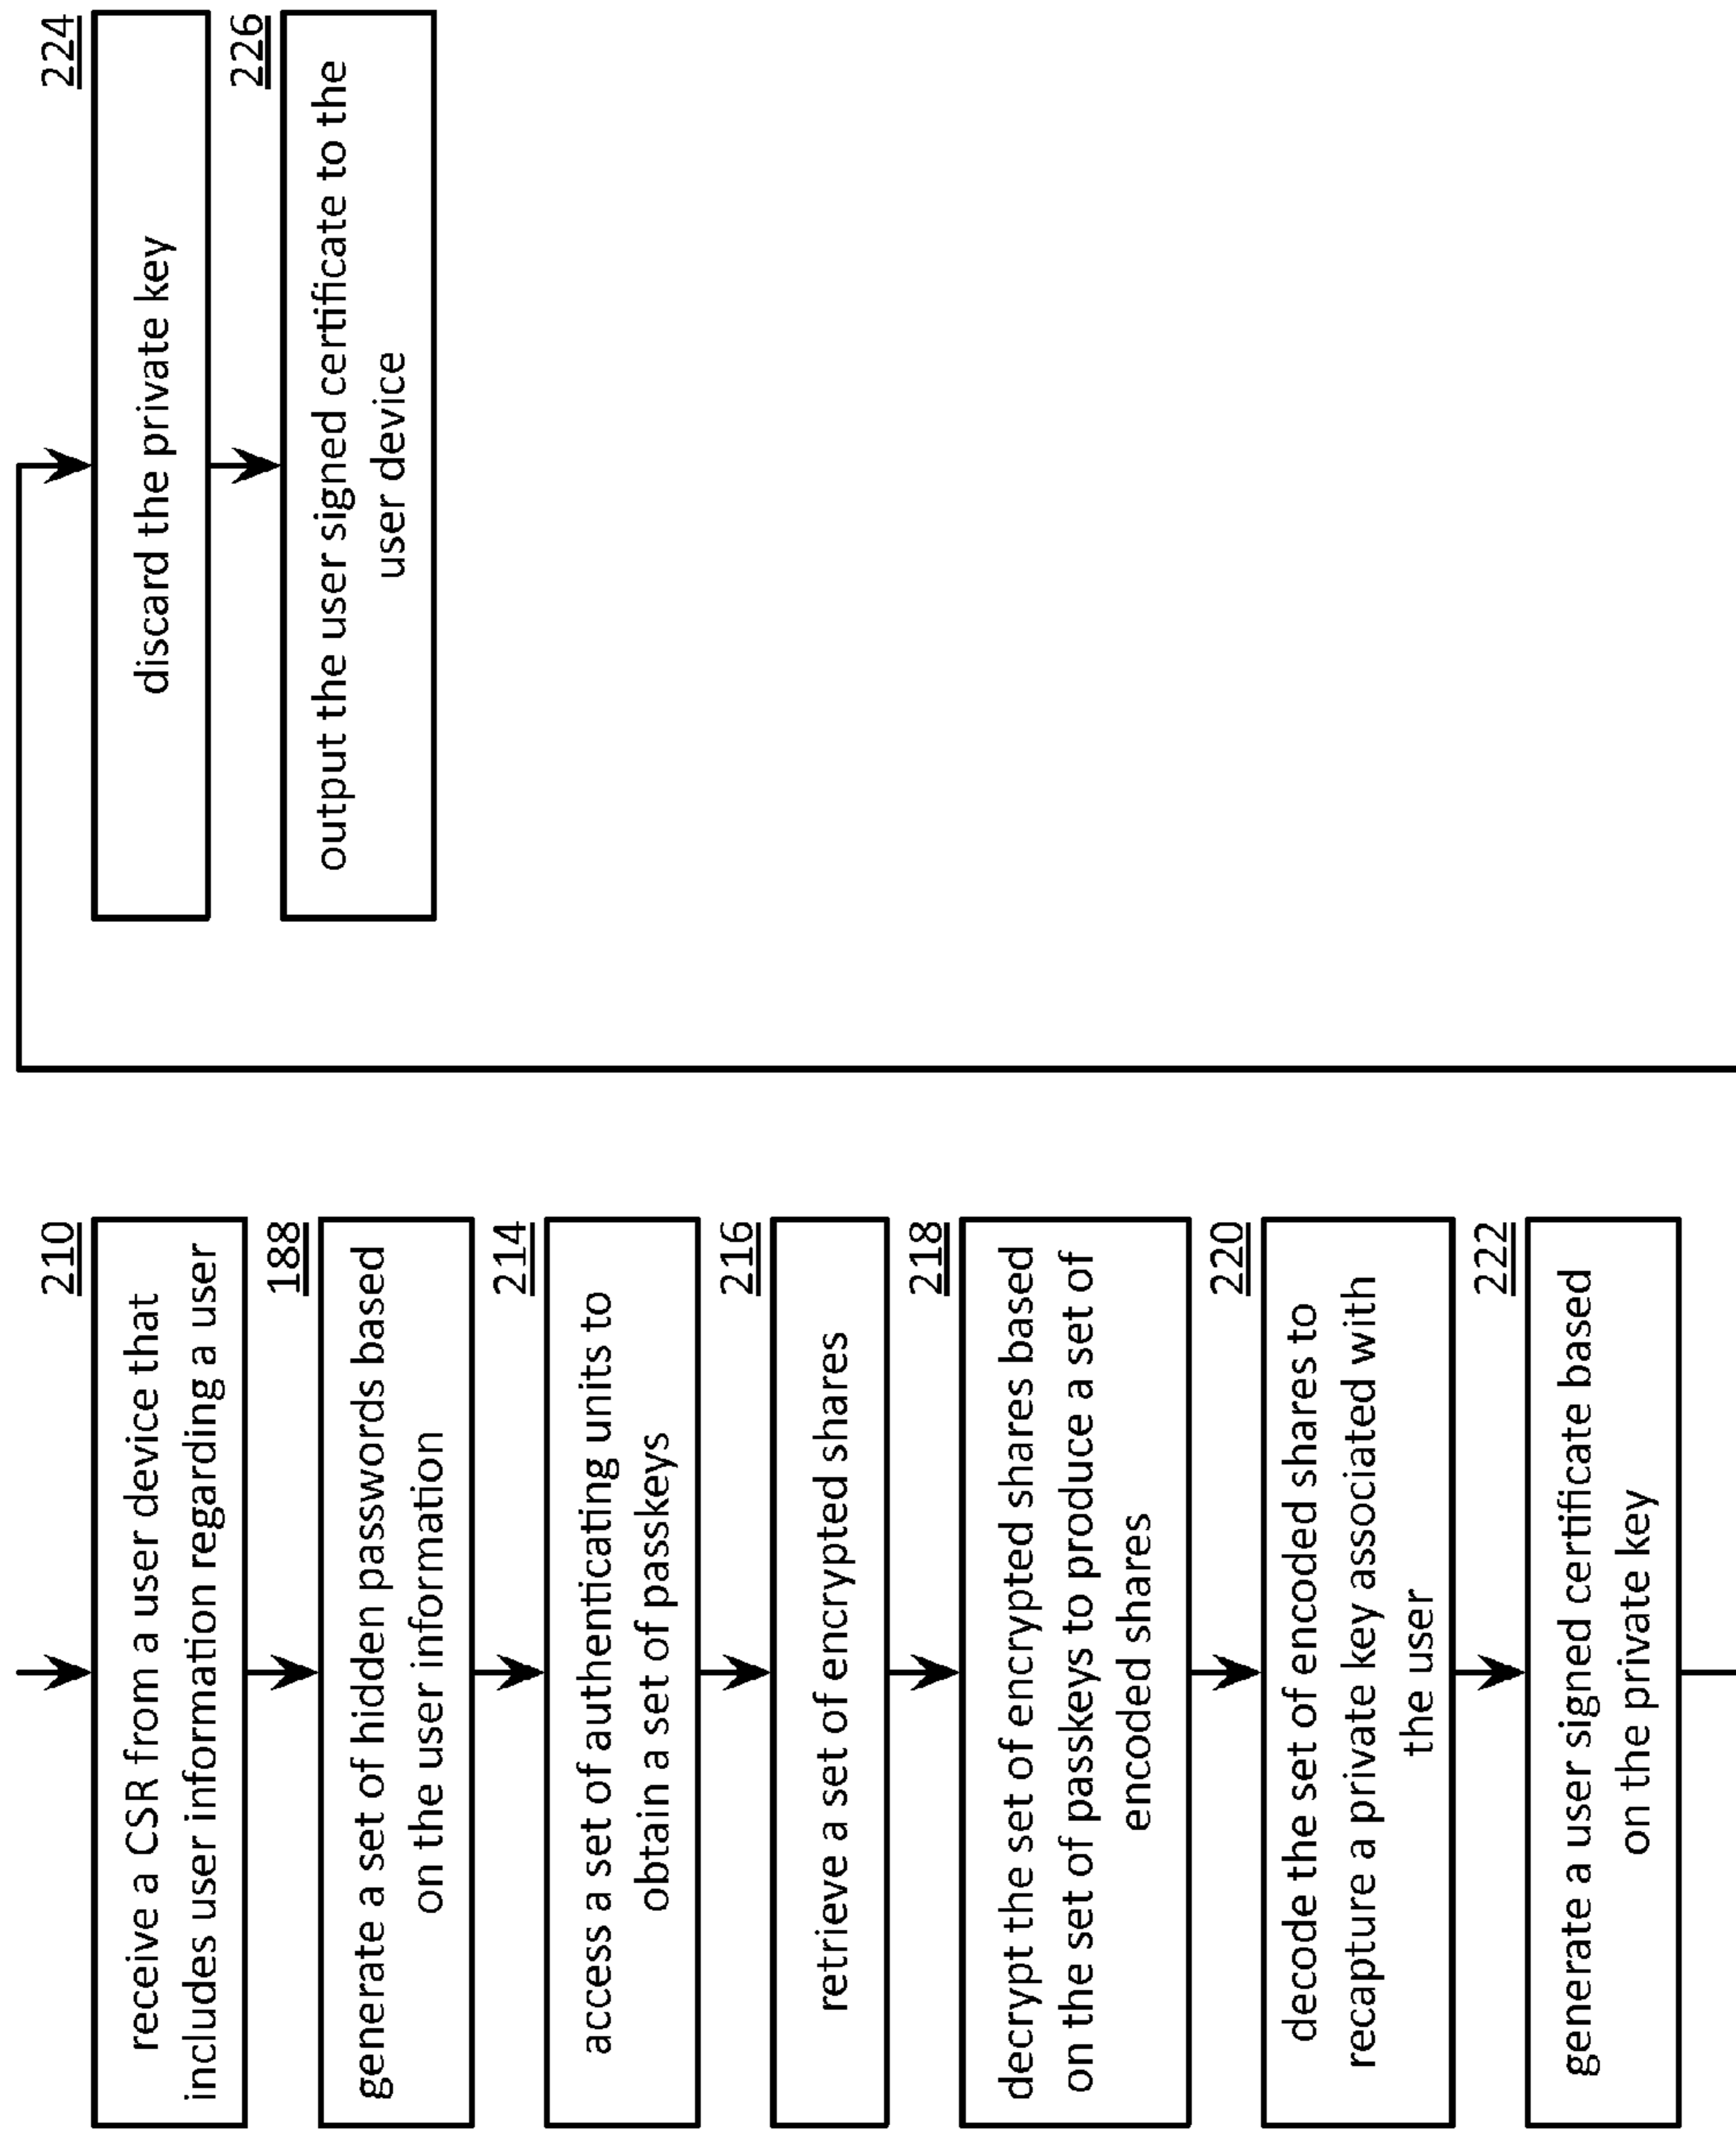 210
receive a CSR from a user device that
includes user information regarding a user
188
generate a set of hidden passwords based
on the user information
214
access a set of authenticating units to
obtain a set of passkeys
216
retrieve a set of encrypted shares
218
decrypt the set of encrypted shares based
on the set of passkeys to produce a set of
encoded shares
220
decode the set of encoded shares to
recapture a private key associated with
the user
222
generate a user signed certificate based
on the private key
224
discard the private key
226
output the user signed certificate to the
user device